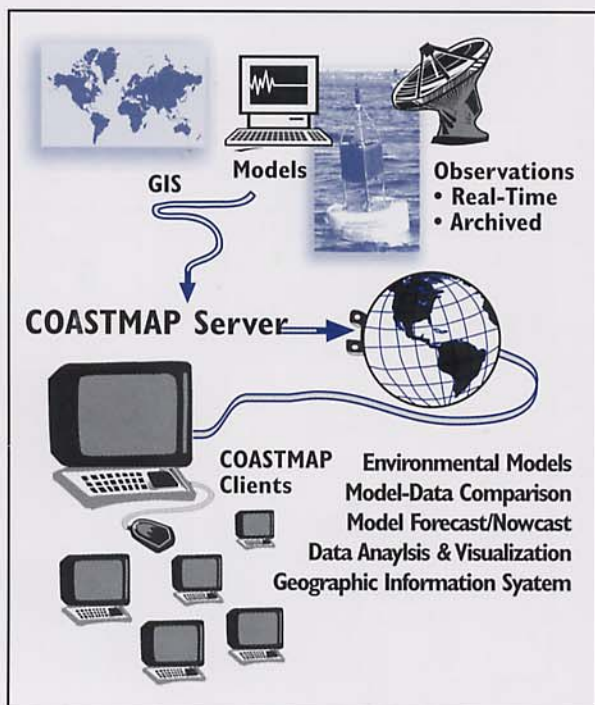 GIS
Models
Observations
• Real-Time
• Archived
COASTMAP Server
COASTMAP
Clients
Environmental Models
Model-Data Comparison
Model Forecast/Nowcast
Data Anaylsis & Visualization
Geographic Information Syatem